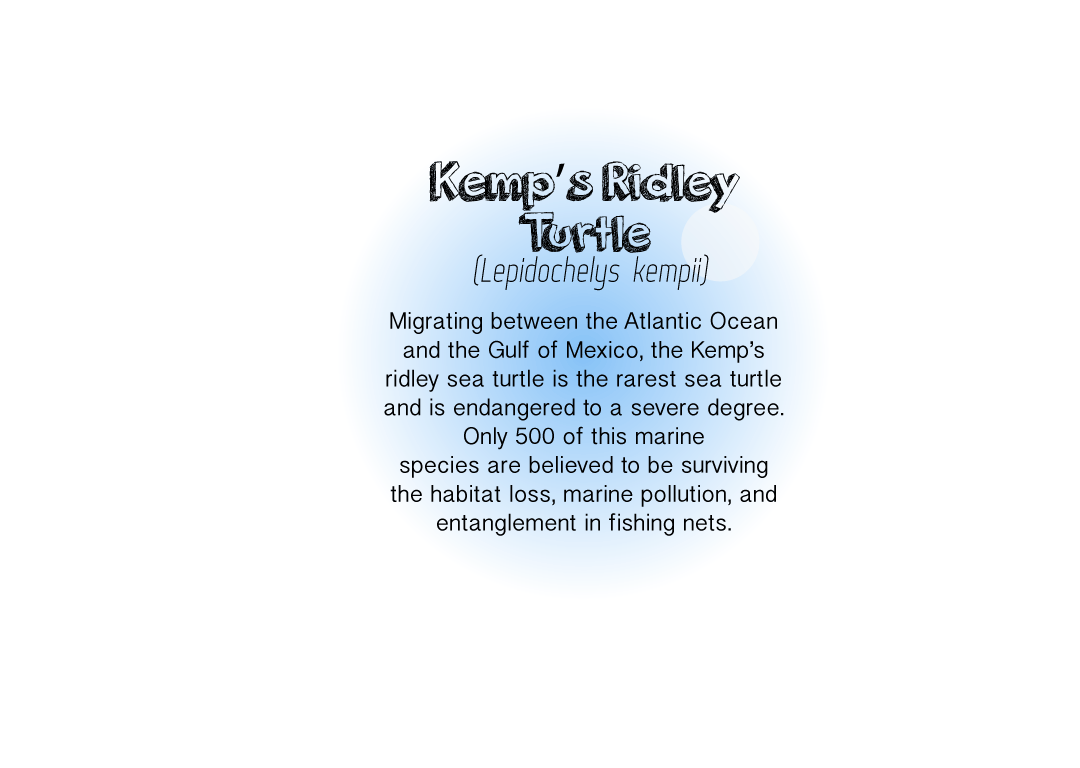 Kemp's Ridley
Turtle
(Lepidochelys kempii)
Migrating between the Atlantic Ocean
and the Gulf of Mexico, the Kemp’s
ridley sea turtle is the rarest sea turtle
and is endangered to a severe degree.
Only 500 of this marine
species are believed to be surviving
the habitat loss, marine pollution, and
entanglement in fishing nets.